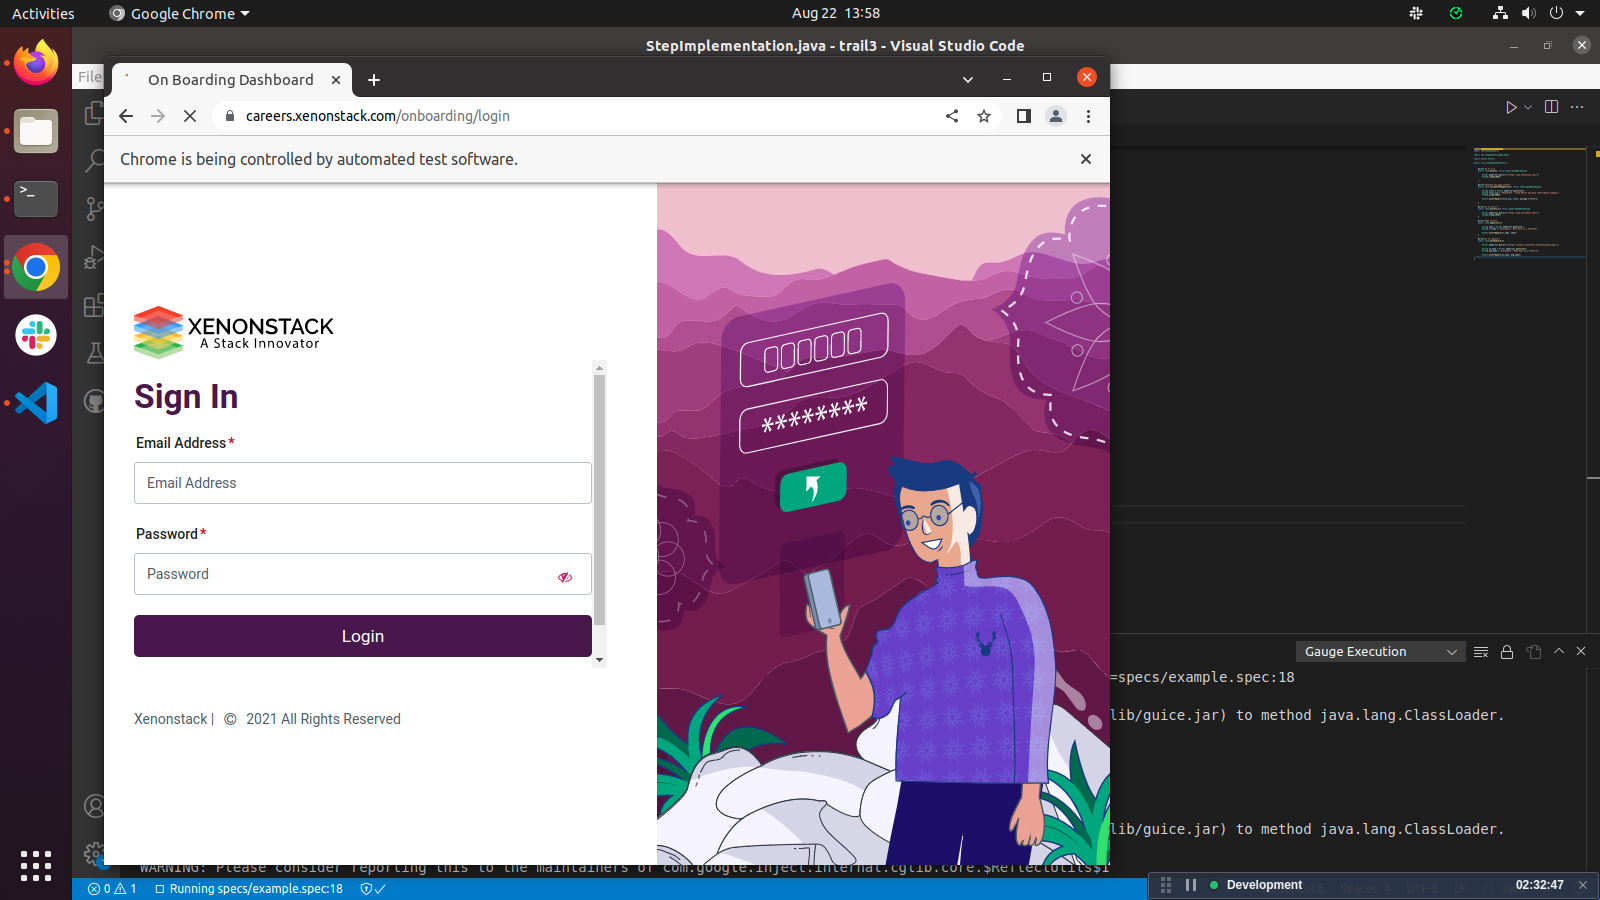 Activities
Google Chrome
Aug 22 13:58
StepImplementation.java - trail3 - Visual Studio Code
File
On Boarding Dashboard
careers.xenonstack.com/onboarding/login
Chrome is being controlled by automated test software.
XENONSTACK
A Stack Innovator
Sign In
Email Address*
Email Address
Password*
Password
Login
Xenonstack | © 2021 All Rights Reserved
********
Gauge Execution
=specs/example.spec:18
lib/guice.jar) to method java.lang.ClassLoader.
lib/guice.jar) to method java.lang.ClassLoader.
WARNING: Please consider reporting this to the maintainers of com.google.inject.internal.cglib.core.$ReflectUtils$1
0 1 Running specs/example.spec:18
Development 02:32:47